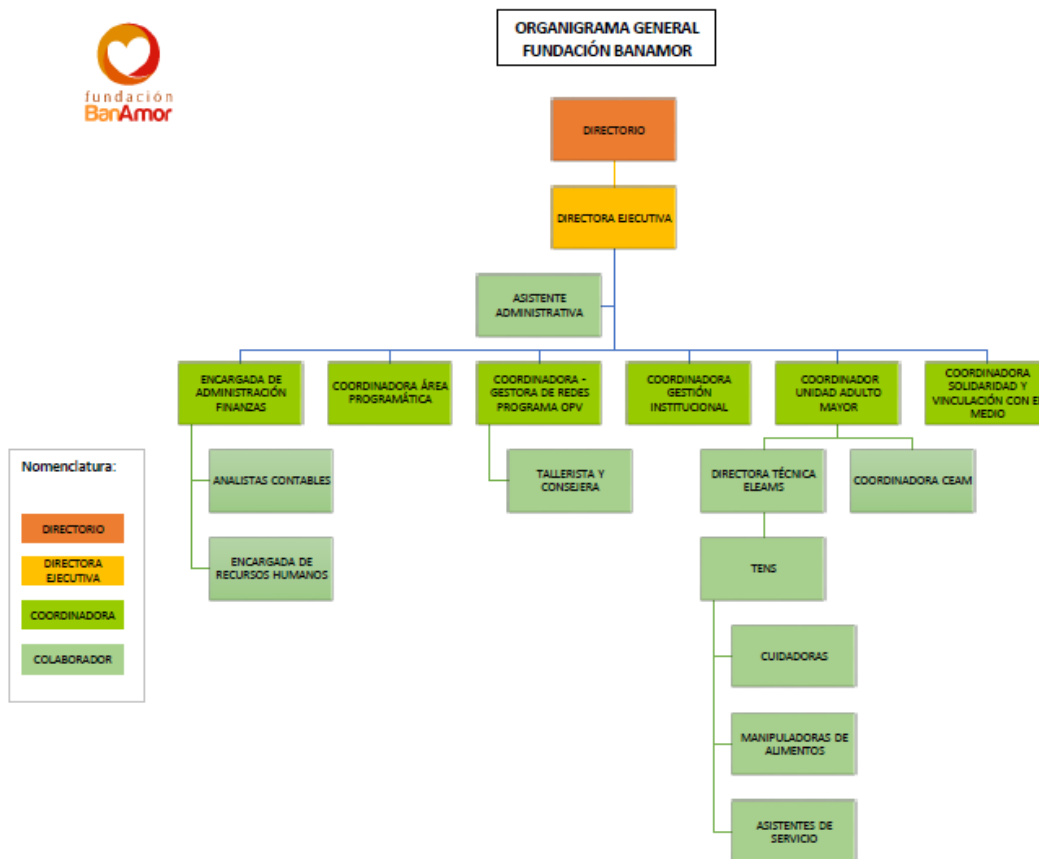 ORGANIGRAMA GENERAL
FUNDACIÓN BANAMOR
fundación
BanAmor
DIRECTORIO
DIRECTORA EJECUTIVA
ASISTENTE
ADMINISTRATIVA
ENCARGADA DE
ADMINISTRACIÓN
FINANZAS
COORDINADORA ÁREA
PROGRAMÁTICA
COORDINADORA -
GESTORA DE REDES
PROGRAMA OPV
COORDINADORA
GESTIÓN
INSTITUCIONAL
COORDINADOR
UNIDAD ADULTO
MAYOR
COORDINADORA
SOLIDARIDAD Y
VINCULACIÓN CON E
MEDIO
ANALISTAS CONTABLES
ENCARGADA DE
RECURSOS HUMANOS
TALLERISTA Y
CONSEJERA
DIRECTORA TÉCNICA
ELEAMS
COORDINADORA CEAM
TENS
CUIDADORAS
MANIPULADORAS DE
ALIMENTOS
ASISTENTES DE
SERVICIO
Nomenclatura:
DIRECTORIO
DIRECTORA
EJECUTIVA
COORDINADORA
COLABORADOR